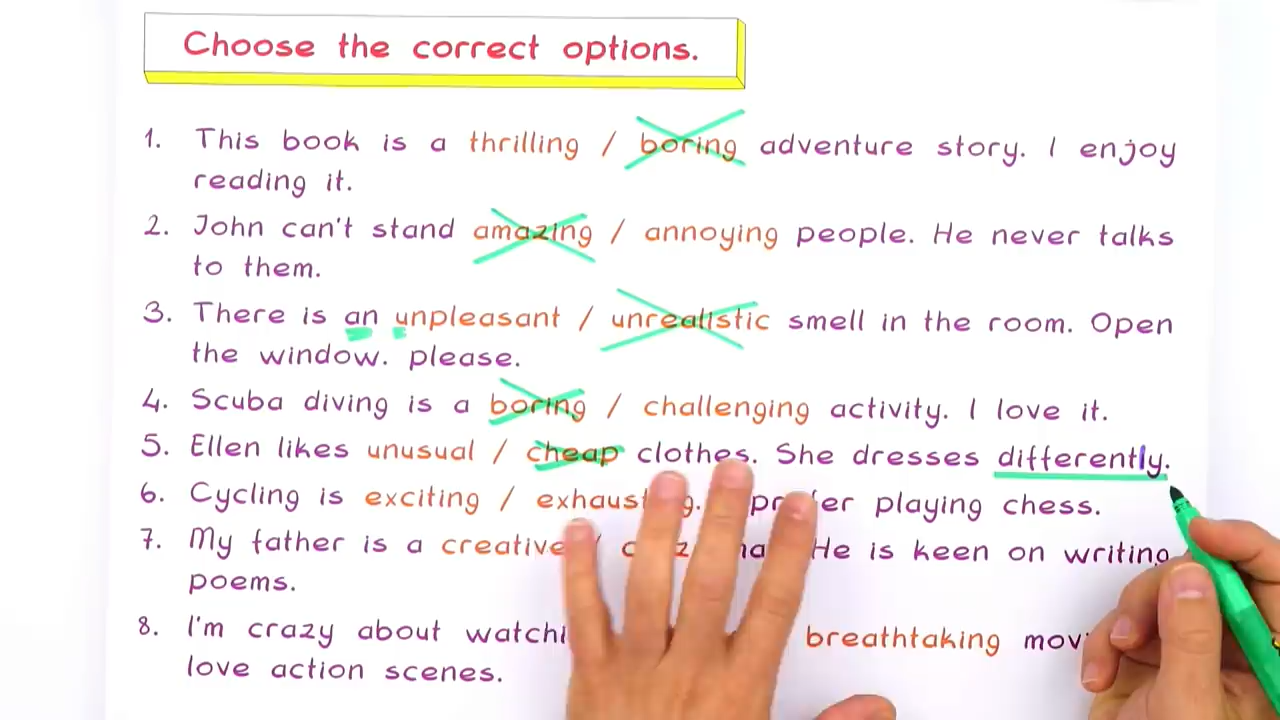 Choose the correct options.
1. This book is a thrilling / boring adventure story. I enjoy
reading it.
2. John can't stand amazing / annoying people. He never talks
to them.
3. There is an unpleasant / unrealistic smell in the room. Open
the window. please.
4. Scuba diving is a boring / challenging activity. I love it.
5. Ellen likes unusual / cheap clothes. She dresses differently.
6. Cycling is exciting / playing chess.
7. My father is a creative He is keen on writing
poems.
8. I'm crazy about breathtaking
love action scenes.